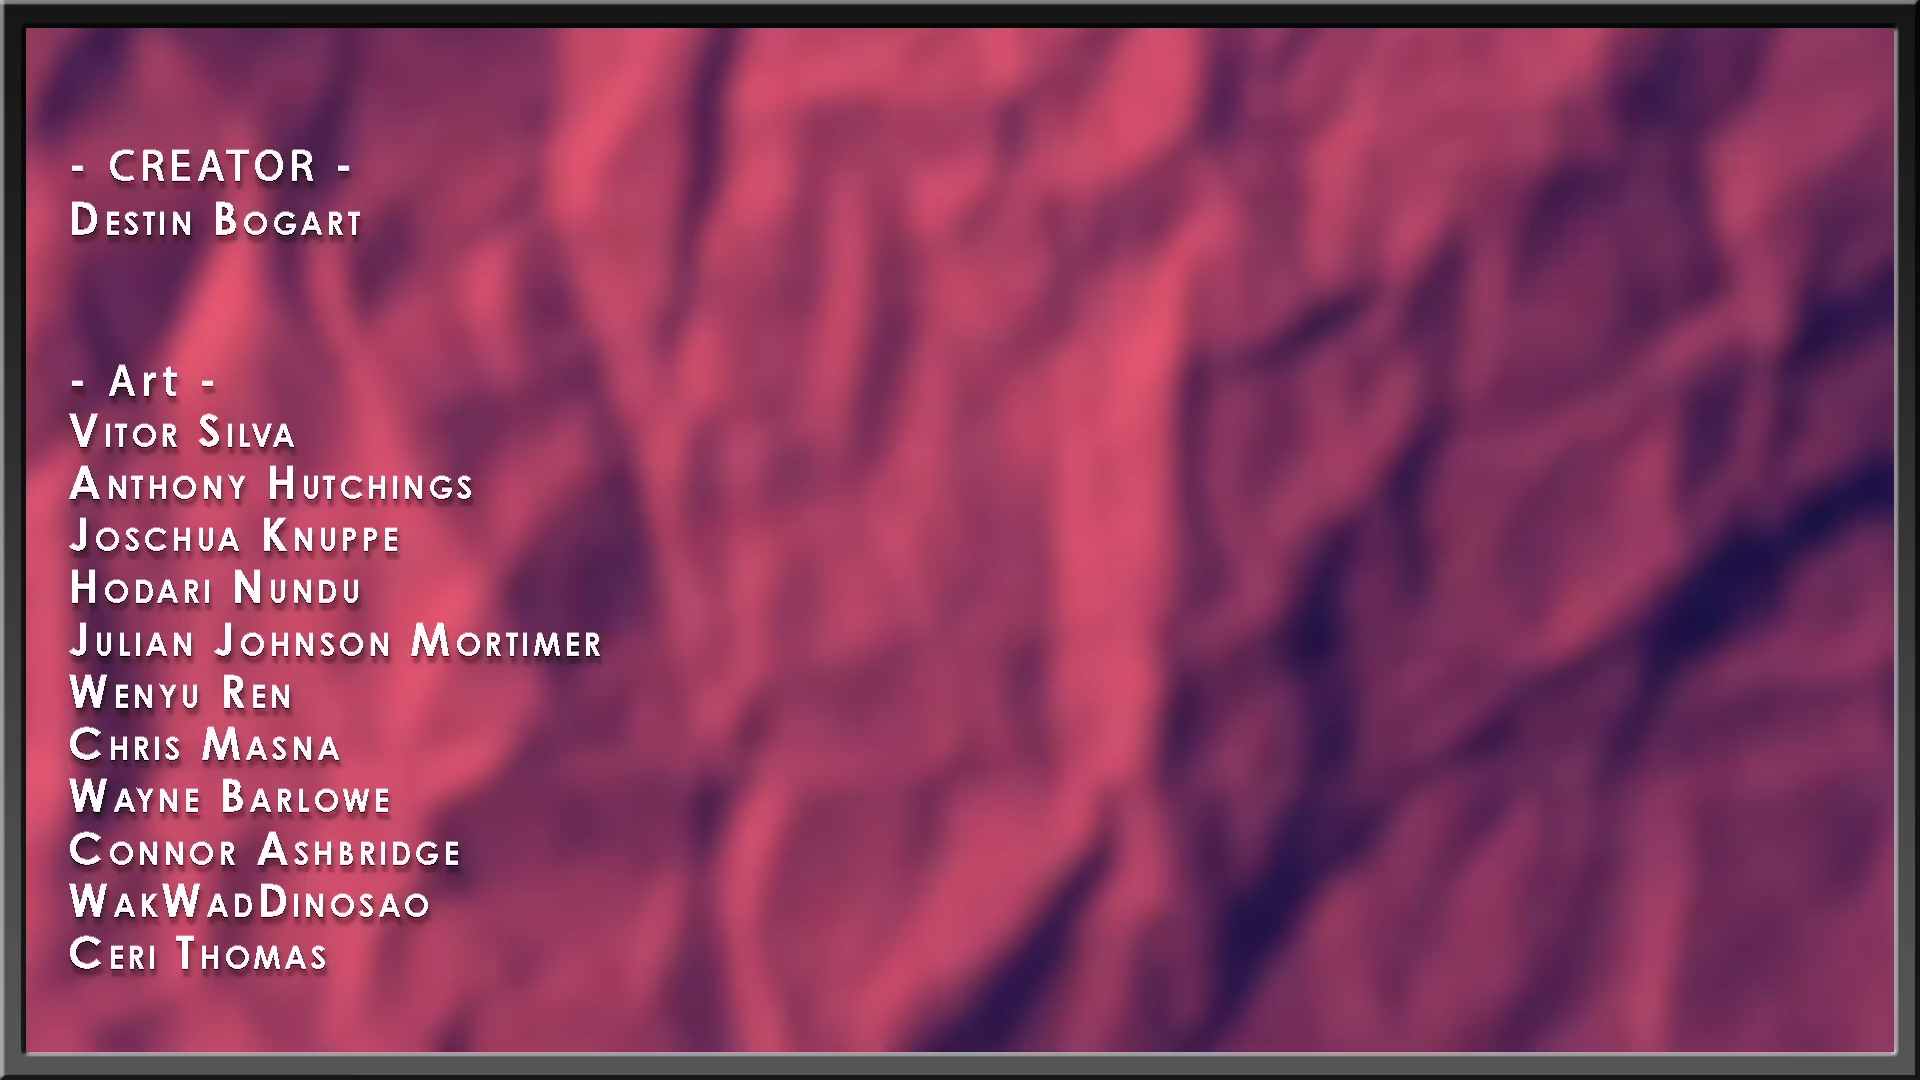 - CREATOR -
Destin Bogart
- Art -
Vitor Silva
Anthony Hutchings
Joschua Knuppe
Hodari Nundu
Julian Johnson Mortimer
Wenyu Ren
Chris Masna
Wayne Barlowe
Connor Ashbridge
WakWadDinosao
Ceri Thomas